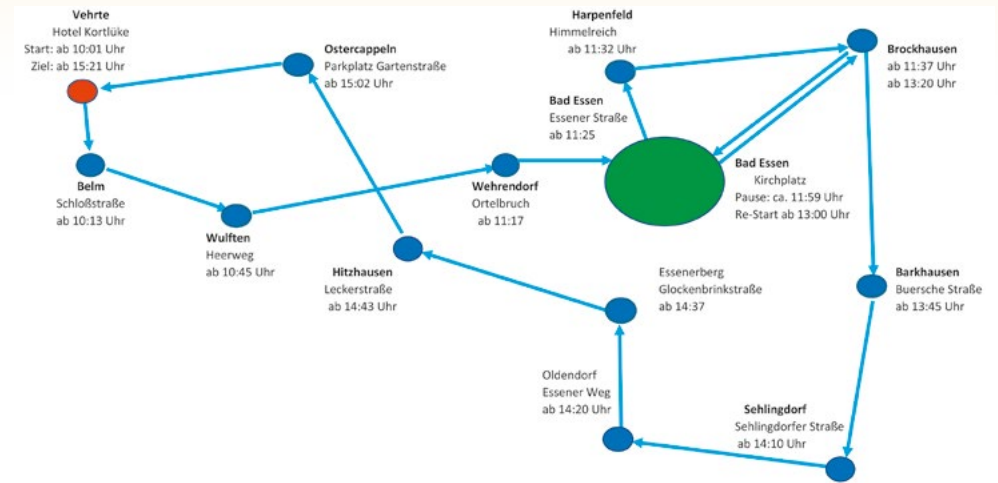 Vehrte
Hotel Kortlüke
Start: ab 10:01 Uhr
Ziel: ab 15:21 Uhr
Ostercappeln
Parkplatz Gartenstraße
ab 15:02 Uhr
Harpenfeld
Himmelreich
ab 11:32 Uhr
Brockhausen
ab 11:37 Uhr
ab 13:20 Uhr
Bad Essen
Essener Straße
ab 11:25
Bad Essen
Kirchplatz
Pause: ca. 11:59 Uhr
Re-Start ab 13:00 Uhr
Belm
Schloßstraße
ab 10:13 Uhr
Wehrendorf
Ortelbruch
ab 11:17
Wulften
Heerweg
ab 10:45 Uhr
Hitzhausen
Leckerstraße
ab 14:43 Uhr
Essenerberg
Glockenbrinkstraße
ab 14:37
Barkhausen
Buersche Straße
ab 13:45 Uhr
Oldendorf
Essener Weg
ab 14:20 Uhr
Sehlingdorf
Sehlingdorfer Straße
ab 14:10 Uhr